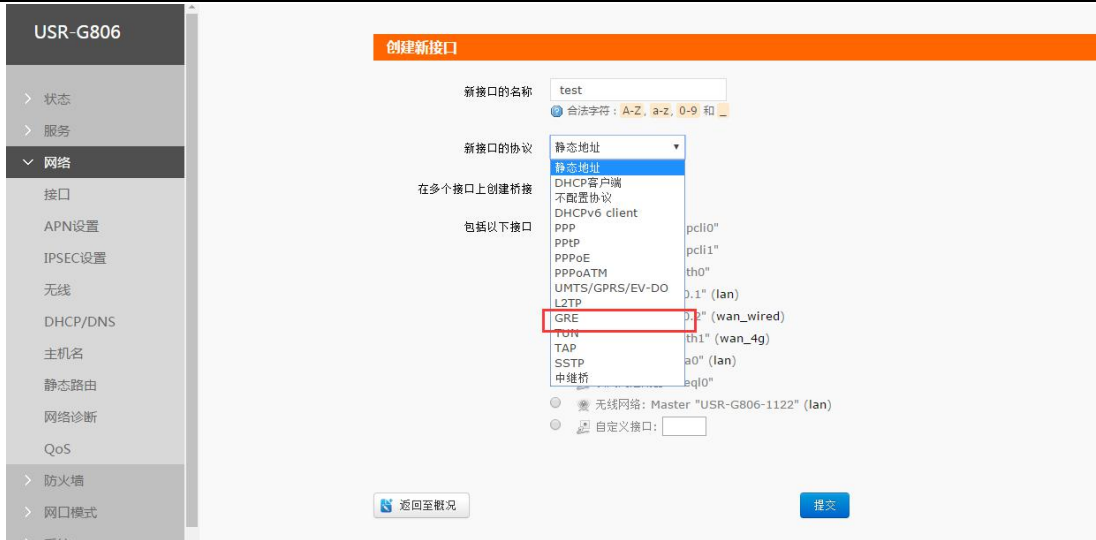 USR-G806
状态
服务
网络
接口
APN设置
IPSEC设置
无线
DHCP/DNS
主机名
静态路由
网络诊断
QoS
防火墙
网口模式
创建新接口
新接口的名称 test
合法字符: A-Z, a-z, 0-9 和 _
新接口的协议 静态地址
静态地址
DHCP客户端
在多个接口上创建桥接
不配置协议
DHCPv6 client
包括以下接口
PPP pcli0"
PPtP pcli1"
PPPoE
PPPoATM th0"
UMTS/GPRS/EV-DO 0.1" (lan)
L2TP
GRE 0.2" (wan_wired)
TUN
th1" (wan_4g)
TAP
SSTP a0" (lan)
中继桥 eql0"
无线网络: Master "USR-G806-1122" (lan)
自定义接口:
返回至概况
提交